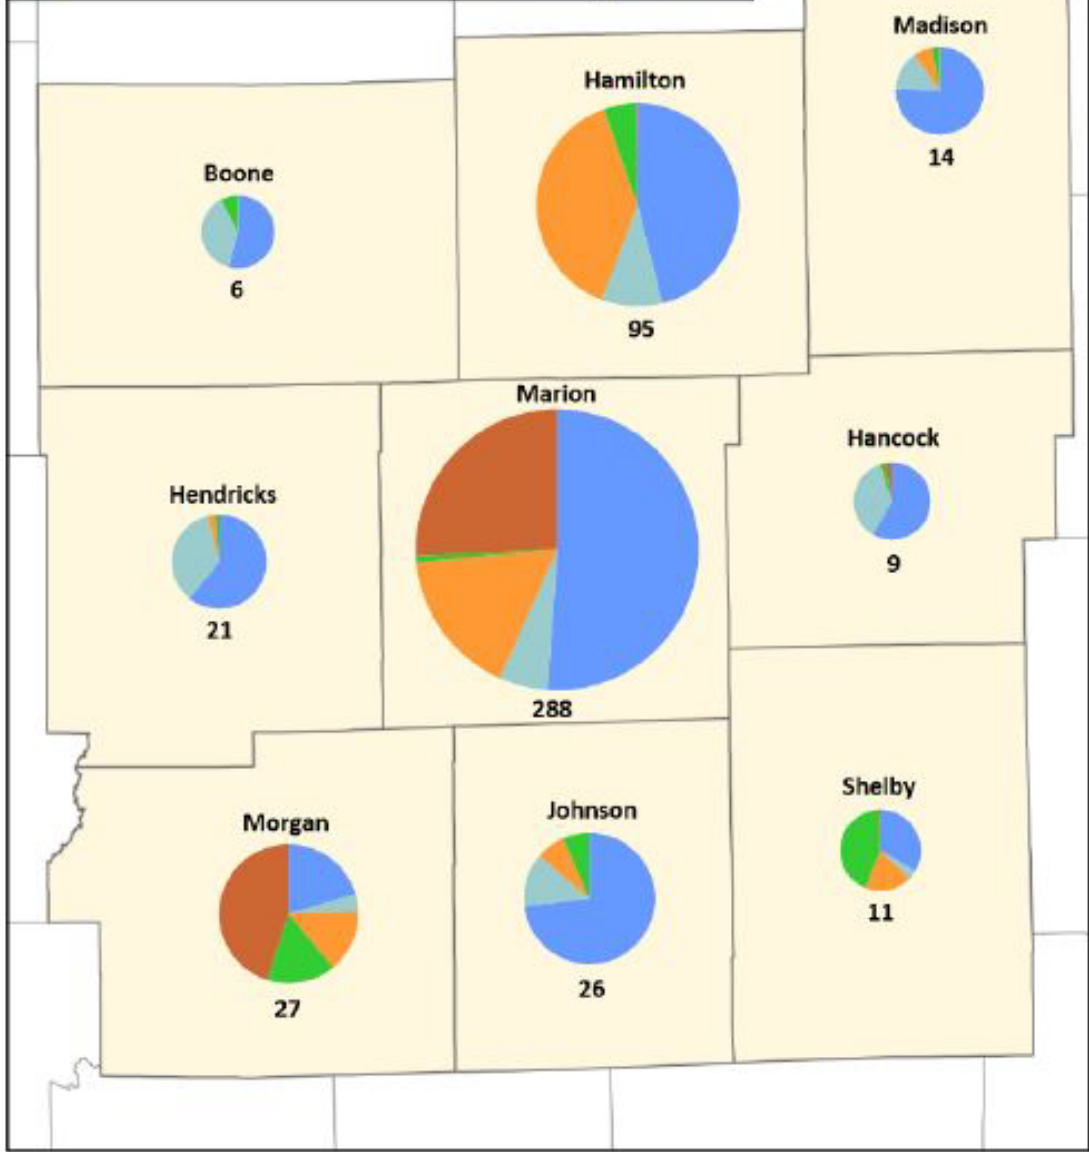 Madison
14
Hamilton
95
Boone
6
Marion
288
Hancock
9
Hendricks
21
Shelby
11
Morgan
27
Johnson
26